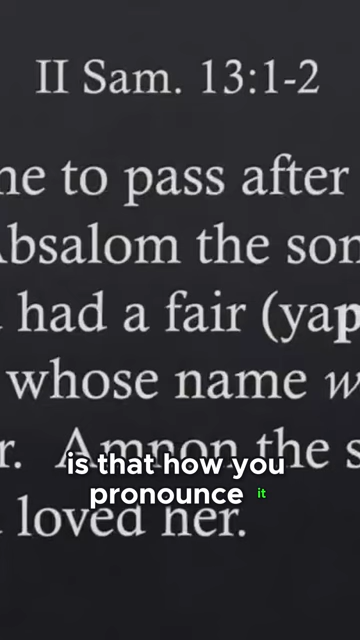 II Sam. 13:1-2
ne to pass after
Absalom the son
had a fair (yap
whose name w
r. Amnon the s
is that how you
pronounce it
loved her.